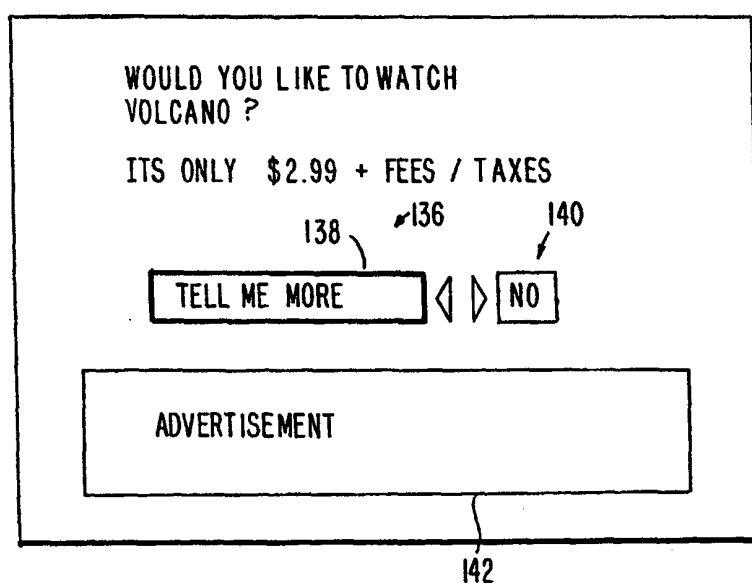 WOULD YOU LIKE TO WATCH
VOLCANO ?
ITS ONLY $2.99 + FEES / TAXES
138 136 140
TELL ME MORE NO
ADVERTISEMENT
142